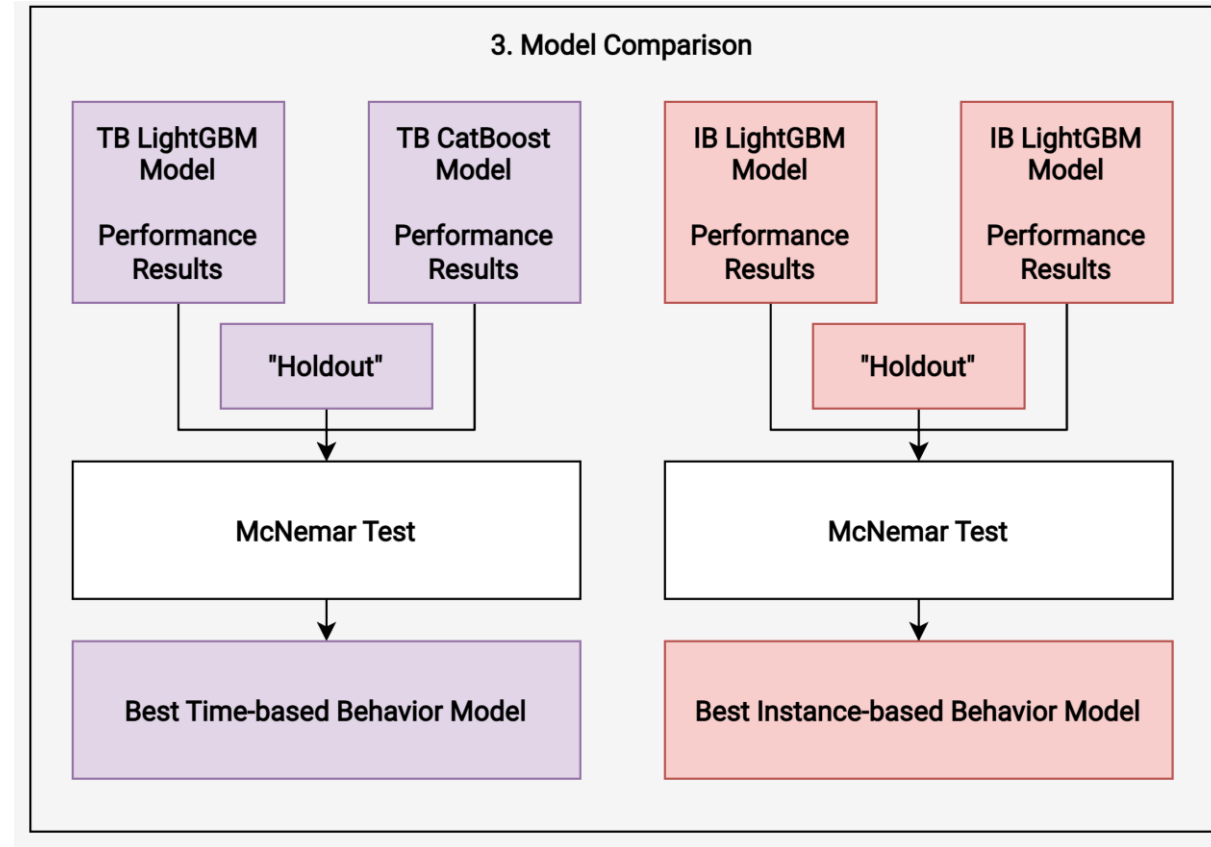 3. Model Comparison
TB LightGBM
Model
Performance
Results
TB CatBoost
Model
Performance
Results
IB LightGBM
Model
Performance
Results
IB LightGBM
Model
Performance
Results
"Holdout"
"Holdout"
McNemar Test
McNemar Test
Best Time-based Behavior Model
Best Instance-based Behavior Model